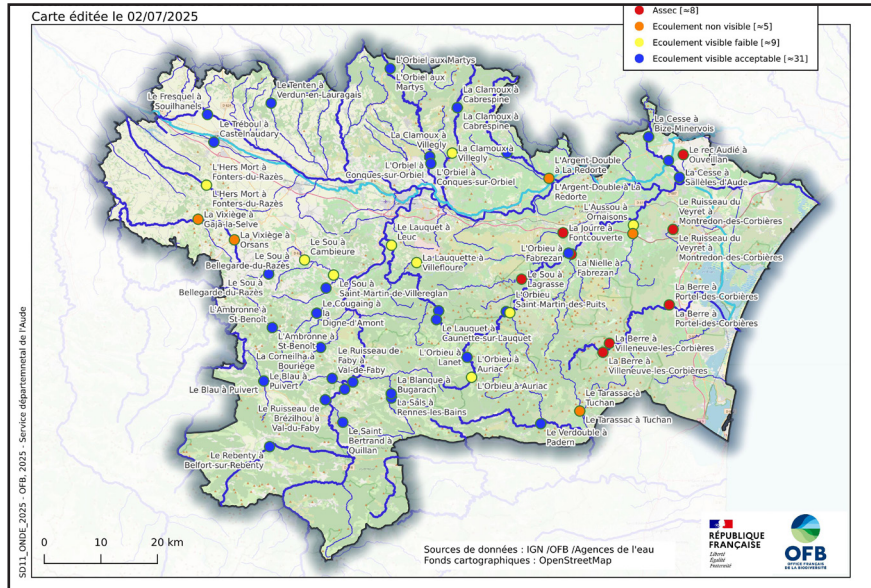 Carte éditée le 02/07/2025
Assec [≈8]
Ecoulement non visible [≈5]
Ecoulement visible faible [≈9]
Ecoulement visible acceptable [≈31]
L'Orbiel aux Martys
L'Orbiel aux
Martys
Le Tenten à
Verdun-en-Lauragais
Le Fresquel à
Souilhanels
Le Tréboul à
Castelnaudary
La Clamoux à
Cabrespine
La Clamoux à
Cabrespine
La Clamoux à
Villegly
La Clamoux à
Villegly
L'Orbiel à
Conques-sur-Orbiel
L'Orbiel à
Conques-sur-Orbiel
La Cesse à
Bize-Minervois
Le rec Audié à
Ouveillan
La Cesse à
Sallèles-d'Aude
L'Argent-Double
à La Redorte
L'Argent-Double à La
Redorte
L'Hers Mort à
Fonters-du-Razès
L'Hers Mort à
Fonters-du-Razès
La Vixiège à
Gaja-la-Selve
La Vixiège à
Orsans
L'Aussou à
Ornaisons
Le Ruisseau du
Veyret à
Montredon-des-Corbières
Le Ruisseau du
Veyret à
Montredon-des-Corbières
La Jourre à
Fontcouverte
Le Lauquet à
Leuc
La Lauquette à
Villefloure
Le Sou à
Cambieure
L'Orbieu à
Fabrezan
La Nielle à
Fabrezan
Le Sou à
Bellegarde-du-Razès
Le Sou à
Bellegarde-du-Razès
Le Sou à
Saint-Martin-de-Villereglan
Le Sou à
Lagrasse
L'Orbieu
Saint-Martin-des-Puits
La Berre à
Portel-des-Corbières
La Berre à
Portel-des-Corbières
Le Cougaing à
la
Digne-d'Amont
L'Ambronne à
St-Benoît
L'Ambronne à
St-Benoît
Le Lauquet à
Caunette-sur-Lauquet
La Berre à
Villeneuve-les-Corbières
La Berre à
Villeneuve-les-Corbières
La Corneilha à
Bouriège
Le Ruisseau de
Faby à
Val-de-Faby
L'Orbieu à
Lanet
L'Orbieu à
Auriac
L'Orbieu à Auriac
Le Blau à Puivert
Le Blau à
Puivert
La Blanque à
Bugarach
La Sals à
Rennes-les-Bains
Le Ruisseau de
Brézilhou à
Val-du-Faby
Le Saint
Bertrand à
Quillan
Le Tarassac à
Tuchan
Le Tarassac à Tuchan
Le Verdouble à
Padern
Le Rebenty à
Belfort-sur-Rebenty
SD11_ONDE_2025 - OFB, 2025 - Service départemnetal de l'Aude
0 10 20 km
Sources de données : IGN /OFB /Agences de l'eau
Fonds cartographiques : OpenStreetMap
RÉPUBLIQUE
FRANÇAISE
Liberté
Égalité
Fraternité
OFB
OFFICE FRANÇAIS
DE LA BIODIVERSITÉ